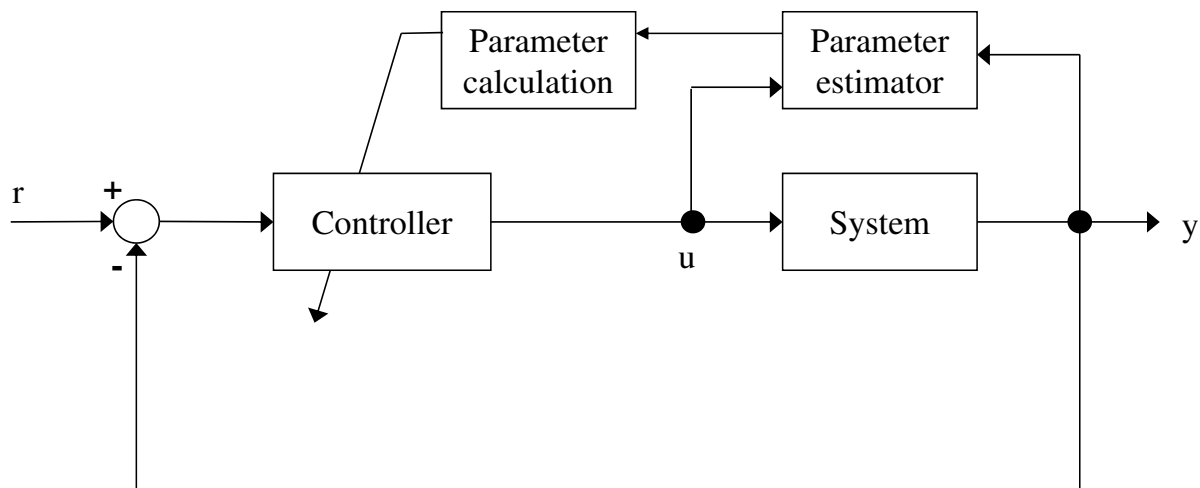 Parameter
calculation
Parameter
estimator
r
+
-
Controller
u
System
y